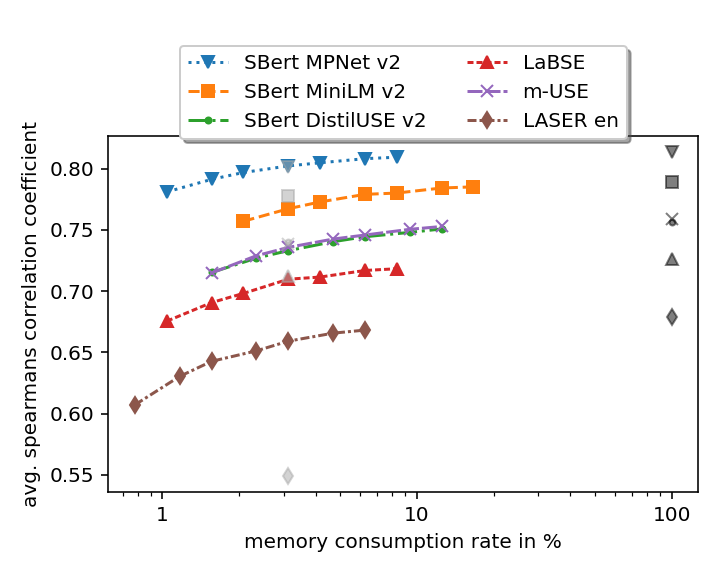 SBert MPNet v2
SBert MiniLM v2
SBert DistilUSE v2
LaBSE
m-USE
LASER en
avg. spearmans correlation coefficient
0.80
0.75
0.70
0.65
0.60
0.55
1
10
100
memory consumption rate in %